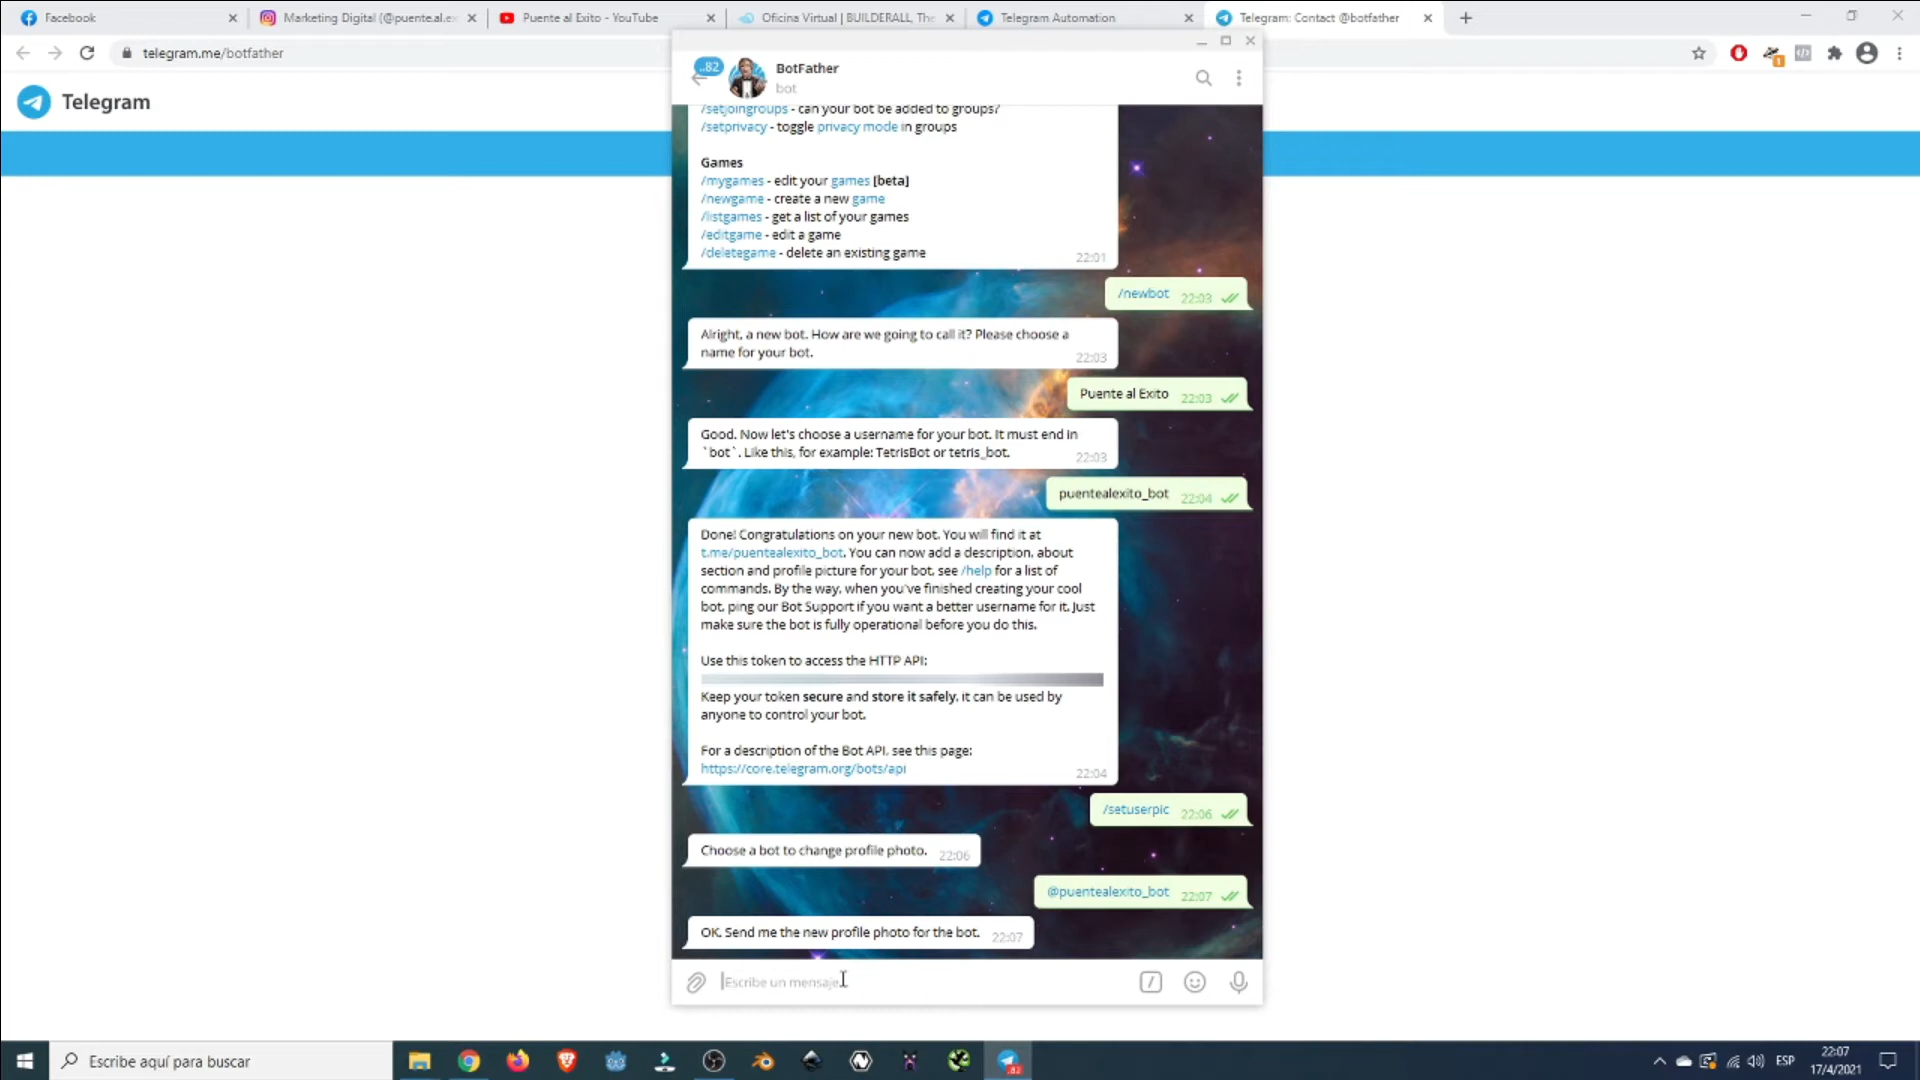 Facebook
Marketing Digital (@puente.al.ex
Puente al Exito - YouTube
Oficina Virtual | BUILDERALL, The
Telegram Automation
Telegram: Contact @botfather
telegram.me/botfather
Telegram
..82
BotFather
bot
/setjoingroups - can your bot be added to groups?
/setprivacy - toggle privacy mode in groups
Games
/mygames - edit your games [beta]
/newgame - create a new game
/listgames - get a list of your games
/editgame - edit a game
/deletegame - delete an existing game
22:01
/newbot 22:03
Alright, a new bot. How are we going to call it? Please choose a
name for your bot.
22:03
Puente al Exito 22:03
Good. Now let's choose a username for your bot. It must end in
`bot`. Like this, for example: TetrisBot or tetris_bot.
22:03
puentealexito_bot 22:04
Done! Congratulations on your new bot. You will find it at
t.me/puentealexito_bot. You can now add a description, about
section and profile picture for your bot, see /help for a list of
commands. By the way, when you've finished creating your cool
bot, ping our Bot Support if you want a better username for it. Just
make sure the bot is fully operational before you do this.
Use this token to access the HTTP API:
Keep your token secure and store it safely, it can be used by
anyone to control your bot.
For a description of the Bot API, see this page:
https://core.telegram.org/bots/api
22:04
/setuserpic 22:06
Choose a bot to change profile photo. 22:06
@puentealexito_bot 22:07
OK. Send me the new profile photo for the bot. 22:07
Escribe un mensaje
Escribe aquí para buscar
82
ESP
22:07
17/4/2021